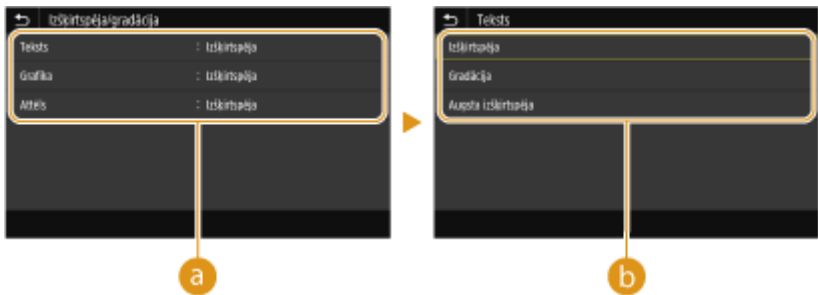 Izšķirtspēja/gradācija
Teksts : Izšķirtspēja
Grafika : Izšķirtspēja
Attēls : Izšķirtspēja
a
Teksts
Izšķirtspēja
Gradācija
Augsta izšķirtspēja
b